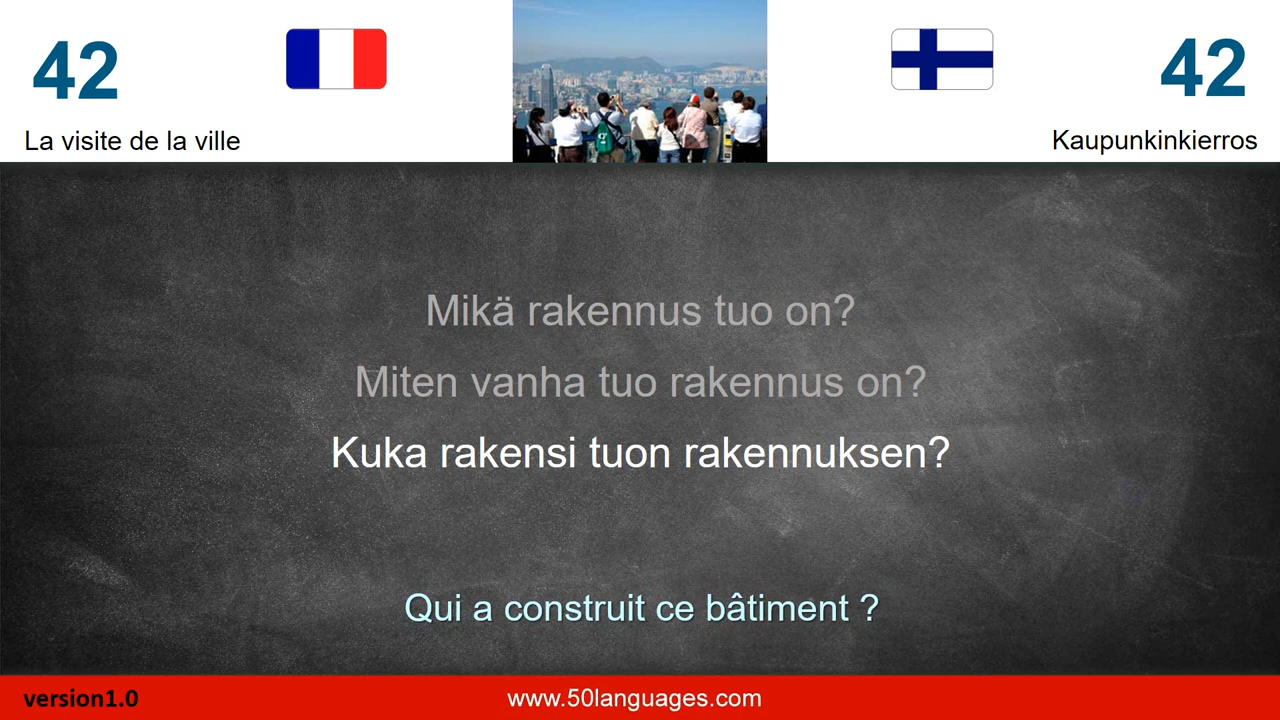 42
42
La visite de la ville
Kaupunkinkierros
Mikä rakennus tuo on?
Miten vanha tuo rakennus on?
Kuka rakensi tuon rakennuksen?
Qui a construit ce bâtiment ?
version1.0
www.50languages.com